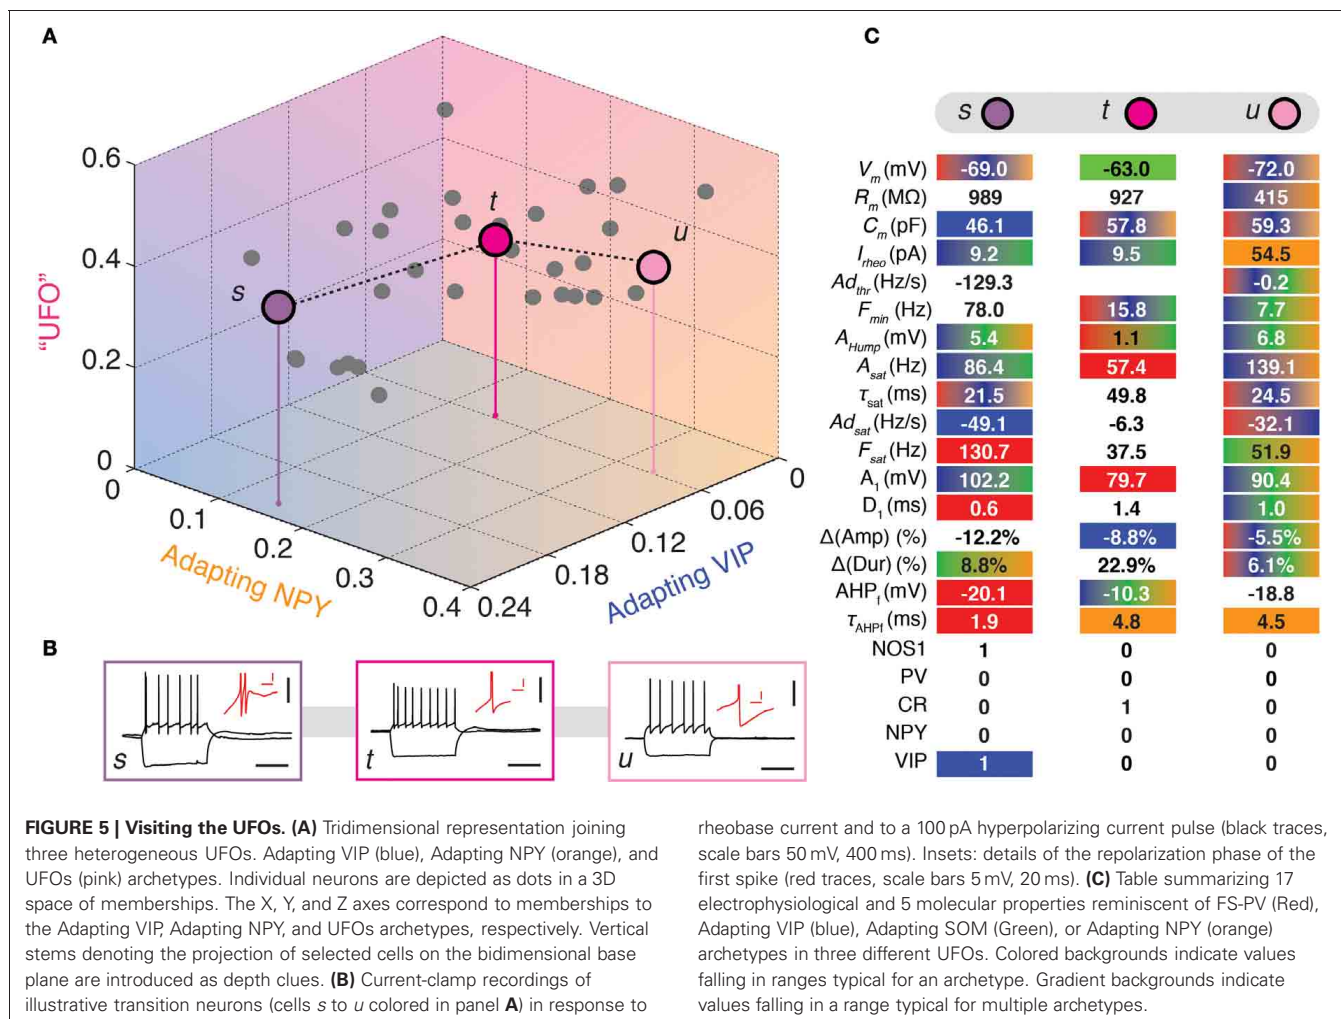 A
0.6
0.4
0.2
0
"UFO"
s
t
u
0
0.1
0.2
0.3
0.4
Adapting NPY
0.24
0.18
0.12
0.06
0
Adapting VIP
B
s
t
u
C
s t u
Vm (mV) -69.0 -63.0 -72.0
Rm (MΩ) 989 927 415
Cm (pF) 46.1 57.8 59.3
Irheo (pA) 9.2 9.5 54.5
Adthr (Hz/s) -129.3 -0.2
Fmin (Hz) 78.0 15.8 7.7
AHump (mV) 5.4 1.1 6.8
Asat (Hz) 86.4 57.4 139.1
τsat (ms) 21.5 49.8 24.5
Adsat (Hz/s) -49.1 -6.3 -32.1
Fsat (Hz) 130.7 37.5 51.9
A1 (mV) 102.2 79.7 90.4
D1 (ms) 0.6 1.4 1.0
Δ(Amp) (%) -12.2% -8.8% -5.5%
Δ(Dur) (%) 8.8% 22.9% 6.1%
AHPf (mV) -20.1 -10.3 -18.8
τAHPf (ms) 1.9 4.8 4.5
NOS1 1 0 0
PV 0 0 0
CR 0 1 0
NPY 0 0 0
VIP 1 0 0
FIGURE 5 | Visiting the UFOs. (A) Tridimensional representation joining
three heterogeneous UFOs. Adapting VIP (blue), Adapting NPY (orange), and
UFOs (pink) archetypes. Individual neurons are depicted as dots in a 3D
space of memberships. The X, Y, and Z axes correspond to memberships to
the Adapting VIP, Adapting NPY, and UFOs archetypes, respectively. Vertical
stems denoting the projection of selected cells on the bidimensional base
plane are introduced as depth clues. (B) Current-clamp recordings of
illustrative transition neurons (cells s to u colored in panel A) in response to
rheobase current and to a 100 pA hyperpolarizing current pulse (black traces,
scale bars 50 mV, 400 ms). Insets: details of the repolarization phase of the
first spike (red traces, scale bars 5 mV, 20 ms). (C) Table summarizing 17
electrophysiological and 5 molecular properties reminiscent of FS-PV (Red),
Adapting VIP (blue), Adapting SOM (Green), or Adapting NPY (orange)
archetypes in three different UFOs. Colored backgrounds indicate values
falling in ranges typical for an archetype. Gradient backgrounds indicate
values falling in a range typical for multiple archetypes.